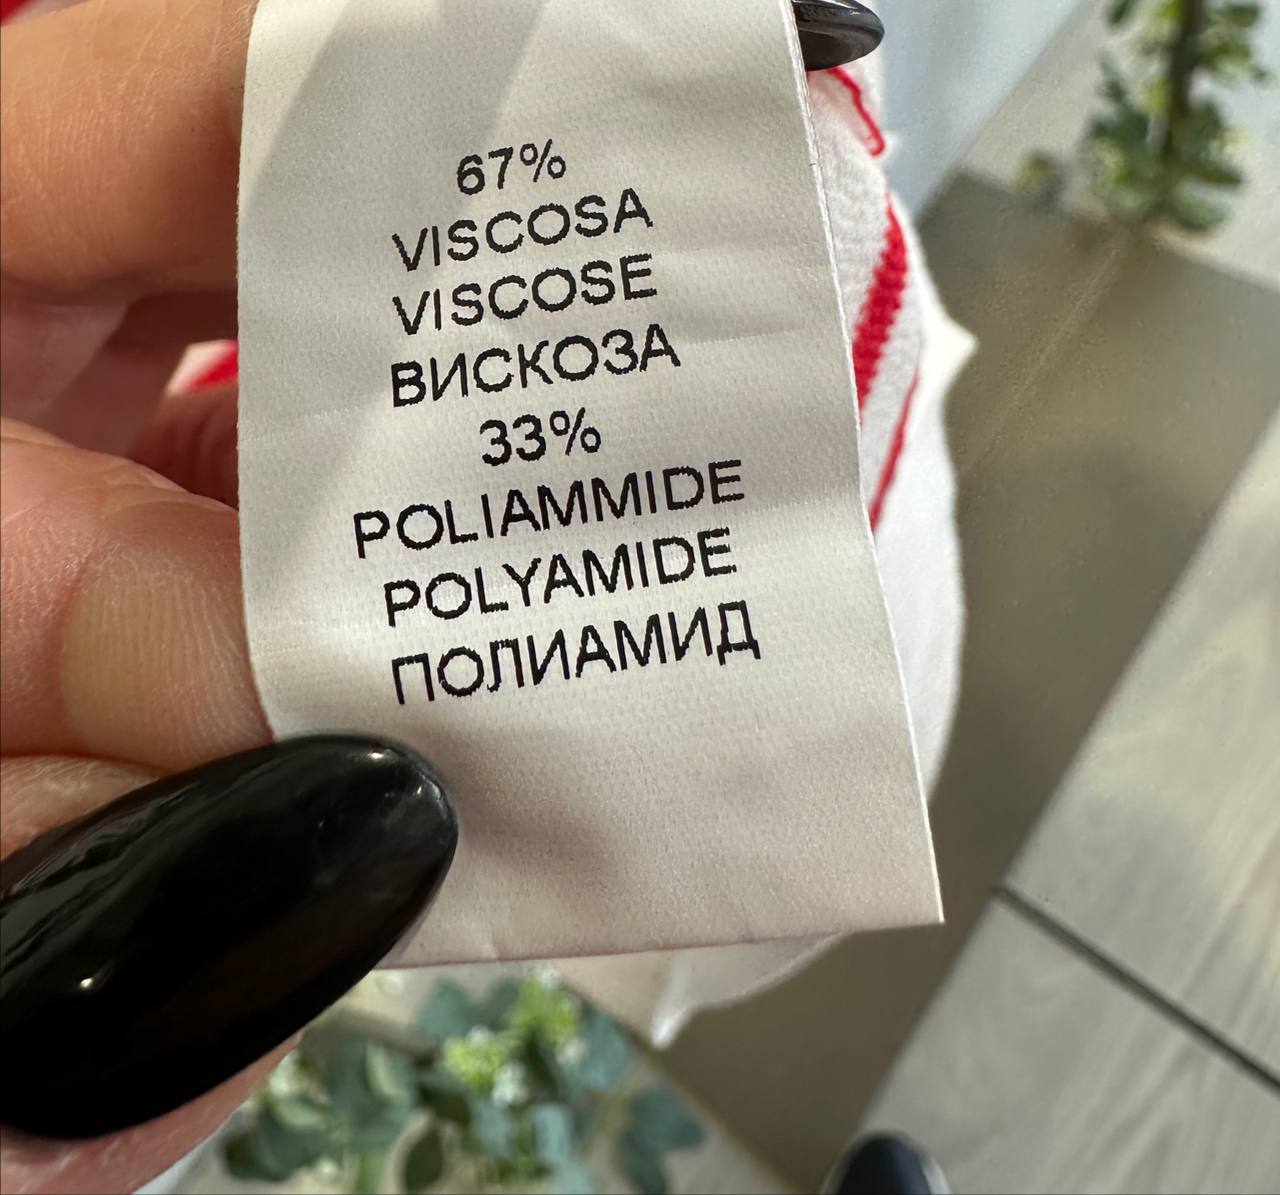 67%
VISCOSA
VISCOSE
ВИСКОЗА
33%
POLIAMMIDE
POLYAMIDE
ПОЛИАМИД